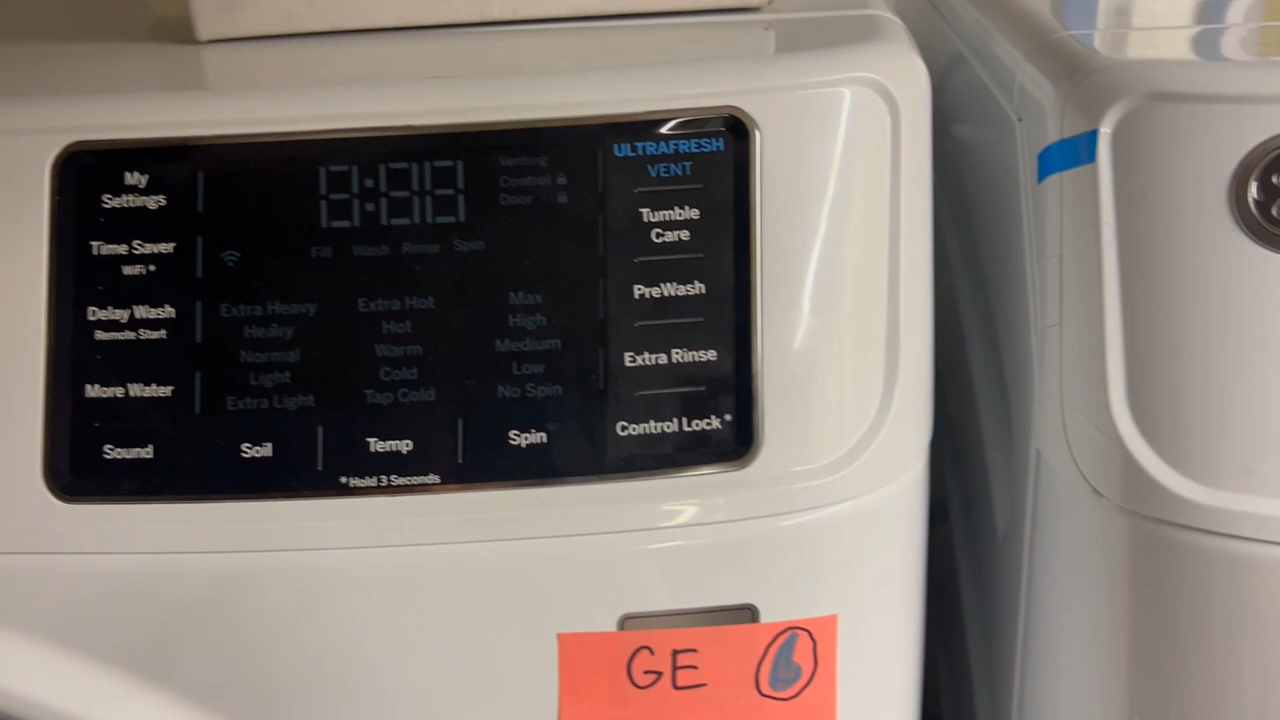 My
Settings
Time Saver
WiFi *
Delay Wash
Remote Start
More Water
Sound
8:88
Venting
Control
Door
Fill Wash Rinse Spin
Extra Heavy
Heavy
Normal
Light
Extra Light
Soil
Extra Hot
Hot
Warm
Cold
Tap Cold
Temp
Max
High
Medium
Low
No Spin
Spin
* Hold 3 Seconds
ULTRAFRESH
VENT
Tumble
Care
PreWash
Extra Rinse
Control Lock *
GE